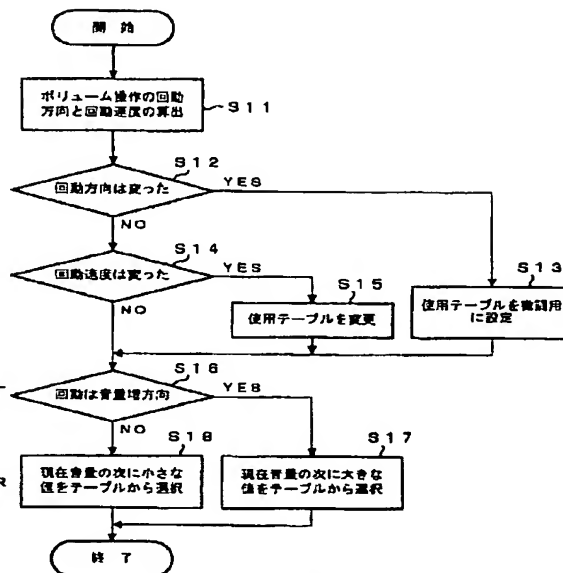 開始
ボリューム操作の回動
方向と回動速度の算出
S11
S12
回動方向は変った
YES
NO
S14
回動速度は変った
YES
NO
S15
使用テーブルを変更
S13
使用テーブルを微調用
に設定
S16
回動は音量増方向
YES
NO
S18
現在音量の次に小さな
値をテーブルから選択
S17
現在音量の次に大きな
値をテーブルから選択
R
終了